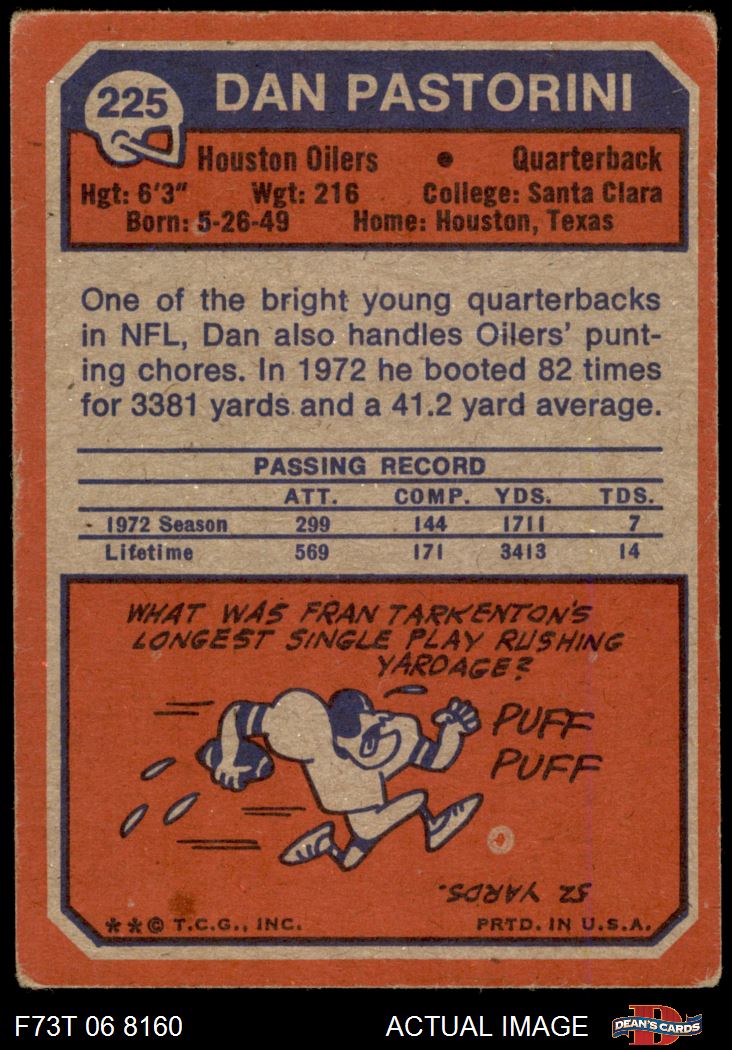 225
DAN PASTORINI
Houston Oilers • Quarterback
Hgt: 6'3" Wgt: 216 College: Santa Clara
Born: 5-26-49 Home: Houston, Texas
One of the bright young quarterbacks
in NFL, Dan also handles Oilers' punt-
ing chores. In 1972 he booted 82 times
for 3381 yards and a 41.2 yard average.
PASSING RECORD
ATT. COMP. YDS. TDS.
1972 Season 299 144 1711 7
Lifetime 569 171 3413 14
WHAT WAS FRAN TARKENTON'S
LONGEST SINGLE PLAY RUSHING
YARDAGE?
PUFF
PUFF
52 YARDS.
**© T.C.G., INC. PRTD. IN U.S.A.
F73T 06 8160 ACTUAL IMAGE
D
DEAN'S CARDS